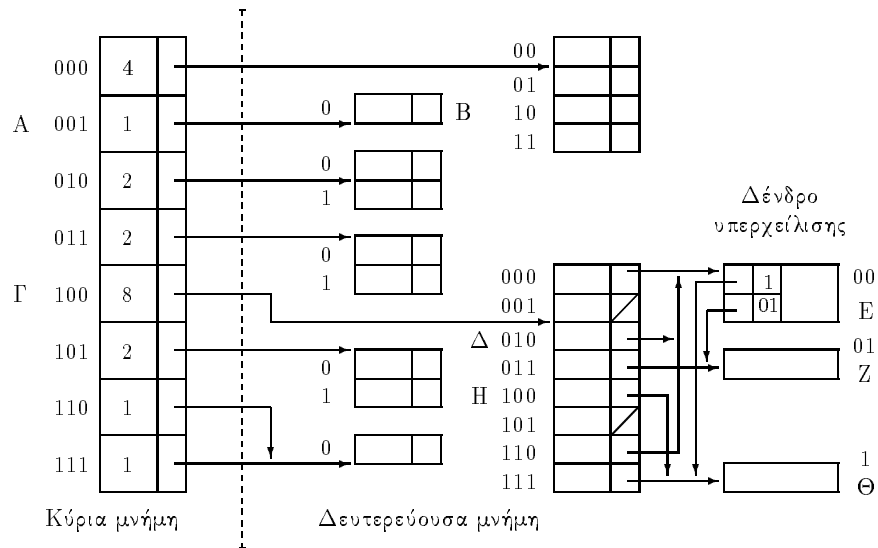 000 4
A 001 1
010 2
011 2
Γ 100 8
101 2
110 1
111 1
Κύρια μνήμη
0
B
0
1
0
1
0
1
0
Δευτερεύουσα μνήμη
00
01
10
11
000
001
Δ 010
011
H 100
101
110
111
Δένδρο
υπερχείλισης
1
01
00
E
01
Z
1
Θ